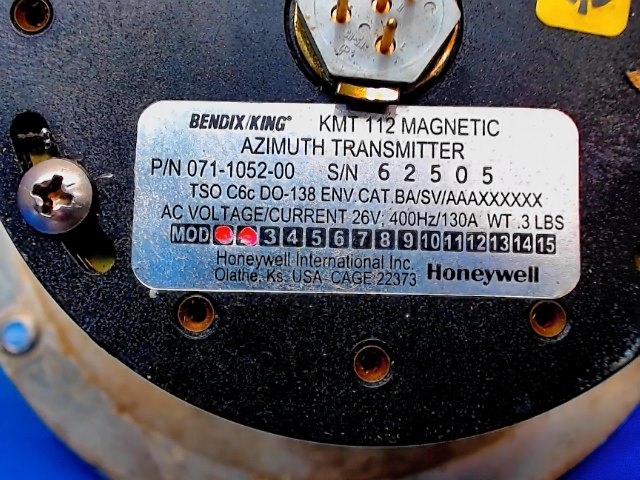 BENDIX/KING® KMT 112 MAGNETIC
AZIMUTH TRANSMITTER
P/N 071-1052-00 S/N 62505
TSO C6c DO-138 ENV.CAT.BA/SV/AAAXXXXXX
AC VOLTAGE/CURRENT 26V, 400Hz/130A WT .3 LBS
MOD 3 4 5 6 7 8 9 10 11 12 13 14 15
Honeywell International Inc.
Olathe, Ks. USA CAGE 22373 Honeywell